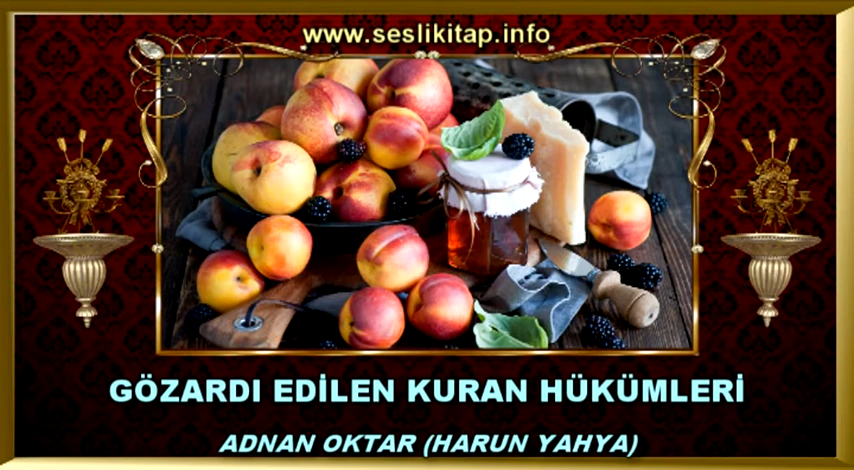 www.seslikitap.info
GÖZARDI EDİLEN KURAN HÜKÜMLERİ
ADNAN OKTAR (HARUN YAHYA)